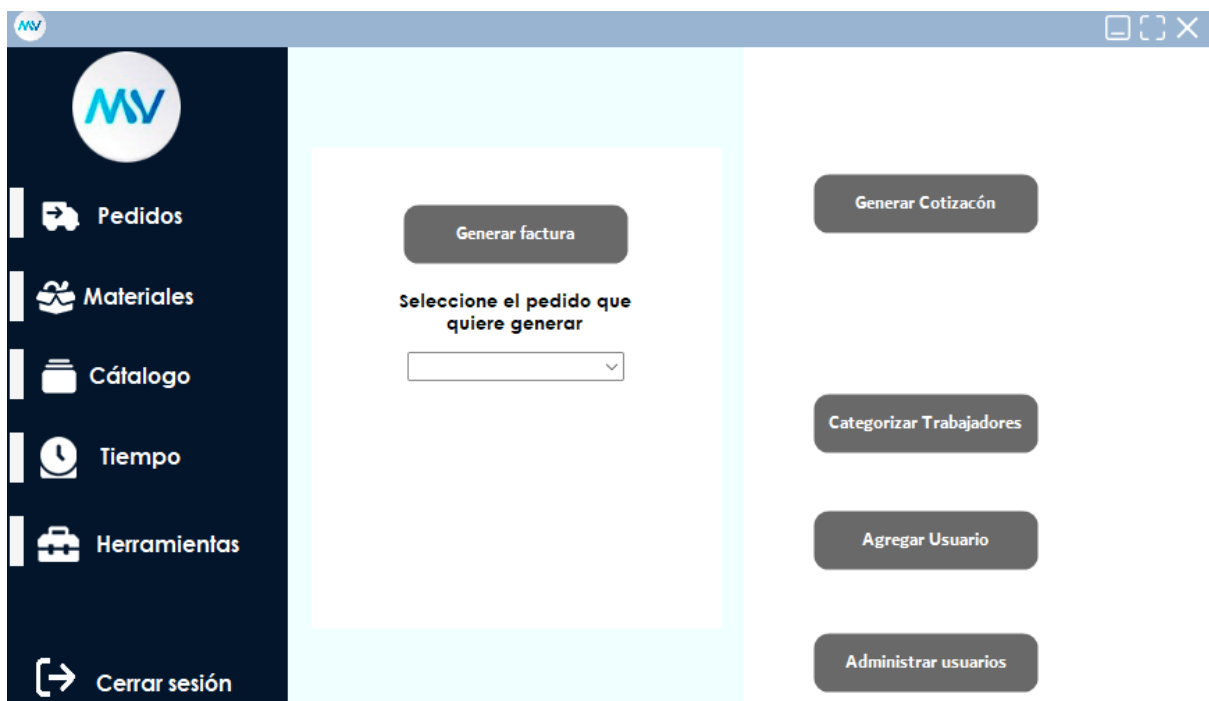 MV
MV
Pedidos
Materiales
Cátalogo
Tiempo
Herramientas
Cerrar sesión
Generar factura
Seleccione el pedido que
quiere generar
Generar Cotizacón
Categorizar Trabajadores
Agregar Usuario
Administrar usuarios